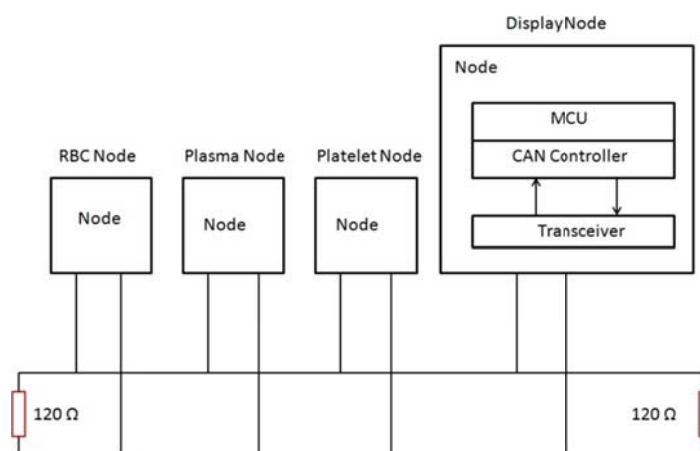 DisplayNode
Node
MCU
CAN Controller
Transceiver
RBC Node
Plasma Node
Platelet Node
Node
Node
Node
120 Ω
120 Ω